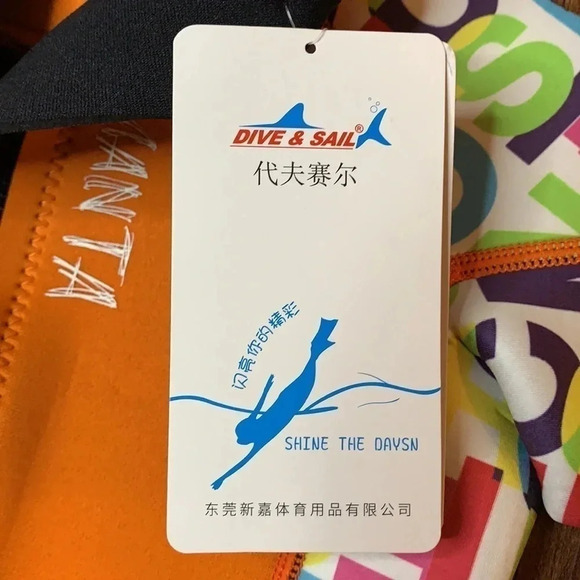 DIVE & SAIL®
代夫赛尔
闪亮你的精彩
SHINE THE DAYSN
东莞新嘉体育用品有限公司
ANTA